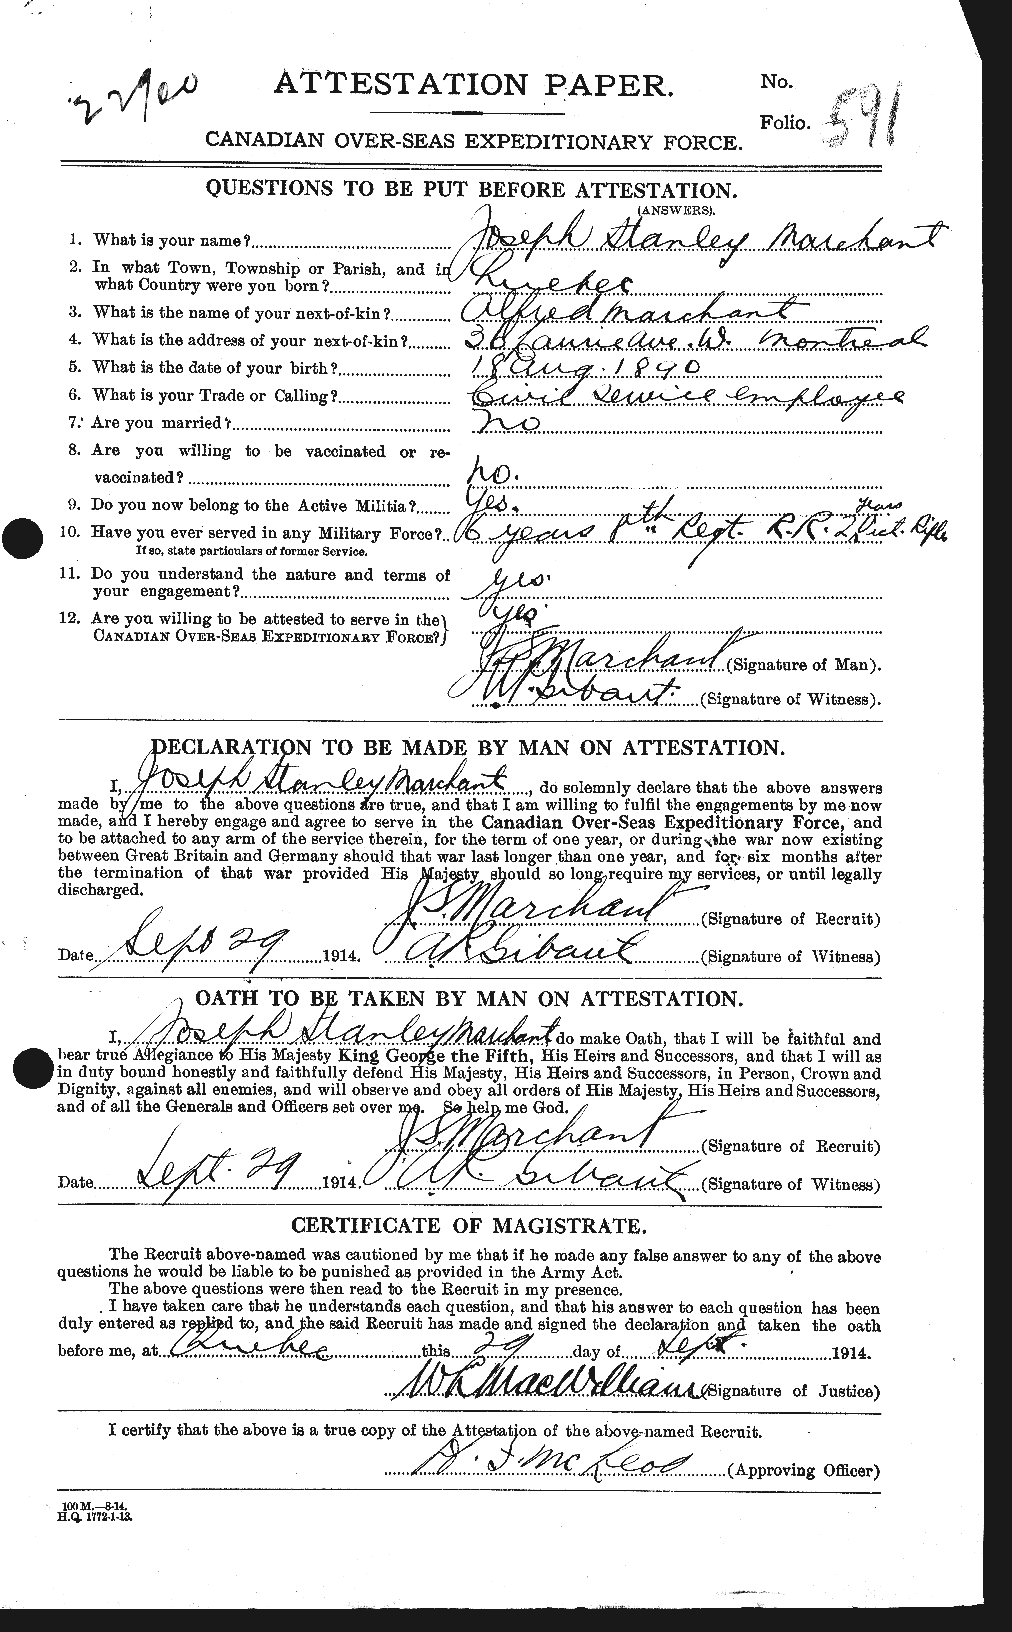 22900
ATTESTATION PAPER.
No.
Folio. 591
CANADIAN OVER-SEAS EXPEDITIONARY FORCE.
QUESTIONS TO BE PUT BEFORE ATTESTATION.
(ANSWERS).
1. What is your name? Joseph Stanley Marchant
2. In what Town, Township or Parish, and in
what Country were you born? Quebec
3. What is the name of your next-of-kin? Alfred Marchant
4. What is the address of your next-of-kin? Ave. W. Montreal
5. What is the date of your birth? 18 Aug. 1890
6. What is your Trade or Calling? Civil Service employee
7. Are you married? No
8. Are you willing to be vaccinated or re-
vaccinated? No.
9. Do you now belong to the Active Militia? Yes.
10. Have you ever served in any Military Force? 6 years 8th Regt. R.R. 2 years Vict. Rifle
If so, state particulars of former Service.
11. Do you understand the nature and terms of
your engagement? Yes.
12. Are you willing to be attested to serve in the
CANADIAN OVER-SEAS EXPEDITIONARY FORCE? Yes
J S Marchant (Signature of Man).
(Signature of Witness).
DECLARATION TO BE MADE BY MAN ON ATTESTATION.
I, Joseph Stanley Marchant, do solemnly declare that the above answers
made by me to the above questions are true, and that I am willing to fulfil the engagements by me now
made, and I hereby engage and agree to serve in the Canadian Over-Seas Expeditionary Force, and
to be attached to any arm of the service therein, for the term of one year, or during the war now existing
between Great Britain and Germany should that war last longer than one year, and for six months after
the termination of that war provided His Majesty should so long require my services, or until legally
discharged.
J.S. Marchant (Signature of Recruit)
Date Sept 29 1914. (Signature of Witness)
OATH TO BE TAKEN BY MAN ON ATTESTATION.
I, Joseph Stanley Marchant do make Oath, that I will be faithful and
bear true Allegiance to His Majesty King George the Fifth, His Heirs and Successors, and that I will as
in duty bound honestly and faithfully defend His Majesty, His Heirs and Successors, in Person, Crown and
Dignity, against all enemies, and will observe and obey all orders of His Majesty, His Heirs and Successors,
and of all the Generals and Officers set over me. So help me God.
J.S. Marchant (Signature of Recruit)
Date Sept. 29 1914. (Signature of Witness)
CERTIFICATE OF MAGISTRATE.
The Recruit above-named was cautioned by me that if he made any false answer to any of the above
questions he would be liable to be punished as provided in the Army Act.
The above questions were then read to the Recruit in my presence.
I have taken care that he understands each question, and that his answer to each question has been
duly entered as replied to, and the said Recruit has made and signed the declaration and taken the oath
before me, at Quebec this 29 day of Sept. 1914.
MacWilliams (Signature of Justice)
I certify that the above is a true copy of the Attestation of the above-named Recruit.
McLeod (Approving Officer)
100 M.—8-14.
H.Q. 1772-1-13.